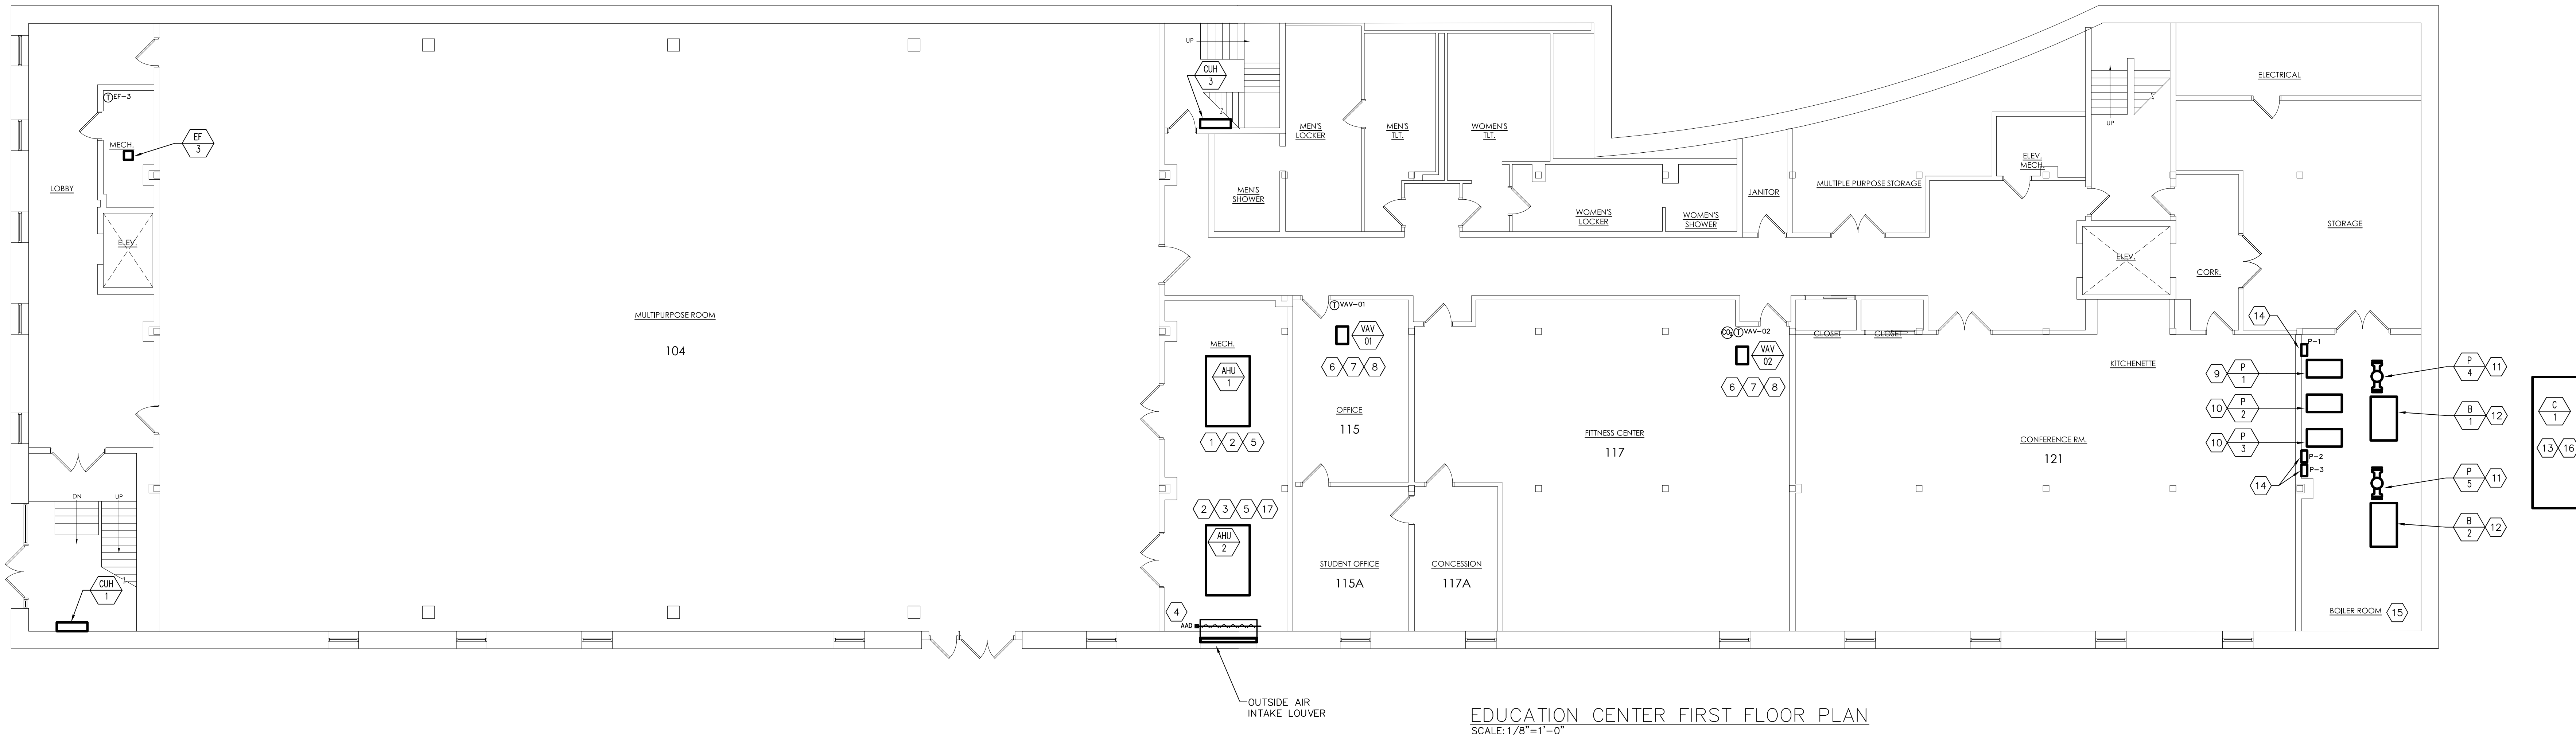 UP
CUH
3
ELECTRICAL
EF-3
T
MEN'S
LOCKER
MEN'S
TLT.
WOMEN'S
TLT.
UP
EF
3
MECH.
ELEV.
MECH.
LOBBY
MEN'S
SHOWER
JANITOR
MULTIPLE PURPOSE STORAGE
WOMEN'S
LOCKER
WOMEN'S
SHOWER
STORAGE
ELEV.
ELEV.
CORR.
T VAV-01
MULTIPURPOSE ROOM
104
VAV
01
6 7 8
CO2 T VAV-02
VAV
02
6 7 8
CLOSET
CLOSET
MECH.
AHU
1
1 2 5
KITCHENETTE
14
P-1
9
P
1
P
4
11
10
P
2
B
1
12
C
1
13 16
10
P
3
OFFICE
115
FITTNESS CENTER
117
CONFERENCE RM.
121
P-2
P-3
14
P
5
11
B
2
12
DN
UP
2 3 5 17
AHU
2
STUDENT OFFICE
115A
CONCESSION
117A
CUH
1
4
AAD
BOILER ROOM
15
OUTSIDE AIR
INTAKE LOUVER
EDUCATION CENTER FIRST FLOOR PLAN
SCALE: 1/8"=1'-0"